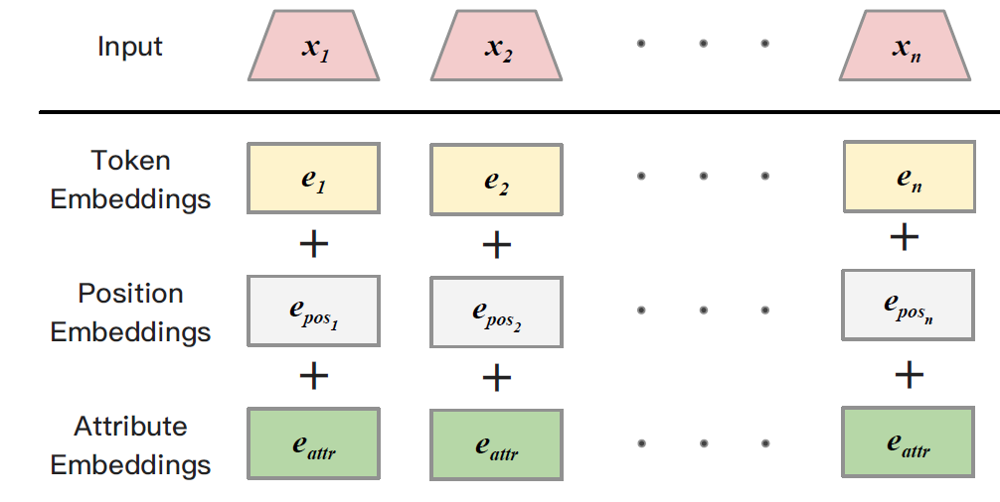 Input x1 x2 . . . xn
Token
Embeddings e1 e2 . . . en
+ + +
Position
Embeddings epos1 epos2 . . . eposn
+ + +
Attribute
Embeddings eattr eattr . . . eattr